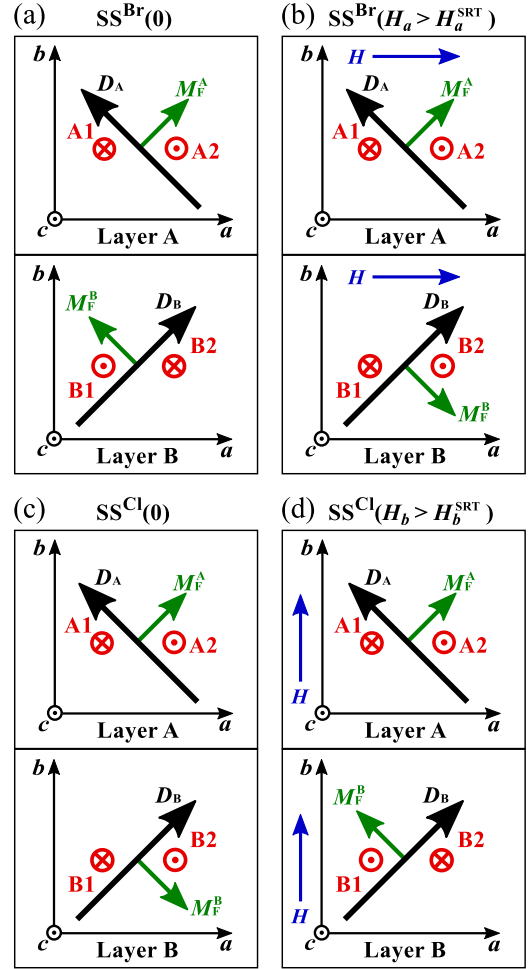 (a) SS^Br(0)
b
D_A
M_F^A
A1 ⊗ ⊙ A2
c
Layer A
a
b
M_F^B
D_B
B1 ⊙ ⊗ B2
c
Layer B
a
(b) SS^Br(H_a > H_a^SRT)
H
b
D_A
M_F^A
A1 ⊗ ⊙ A2
c
Layer A
a
H
b
D_B
B1 ⊗ ⊙ B2
M_F^B
c
Layer B
a
(c) SS^Cl(0)
b
D_A
M_F^A
A1 ⊗ ⊙ A2
c
Layer A
a
b
D_B
B1 ⊗ ⊙ B2
M_F^B
c
Layer B
a
(d) SS^Cl(H_b > H_b^SRT)
b
D_A
M_F^A
A1 ⊗ ⊙ A2
H
c
Layer A
a
b
M_F^B
D_B
B1 ⊙ ⊗ B2
H
c
Layer B
a